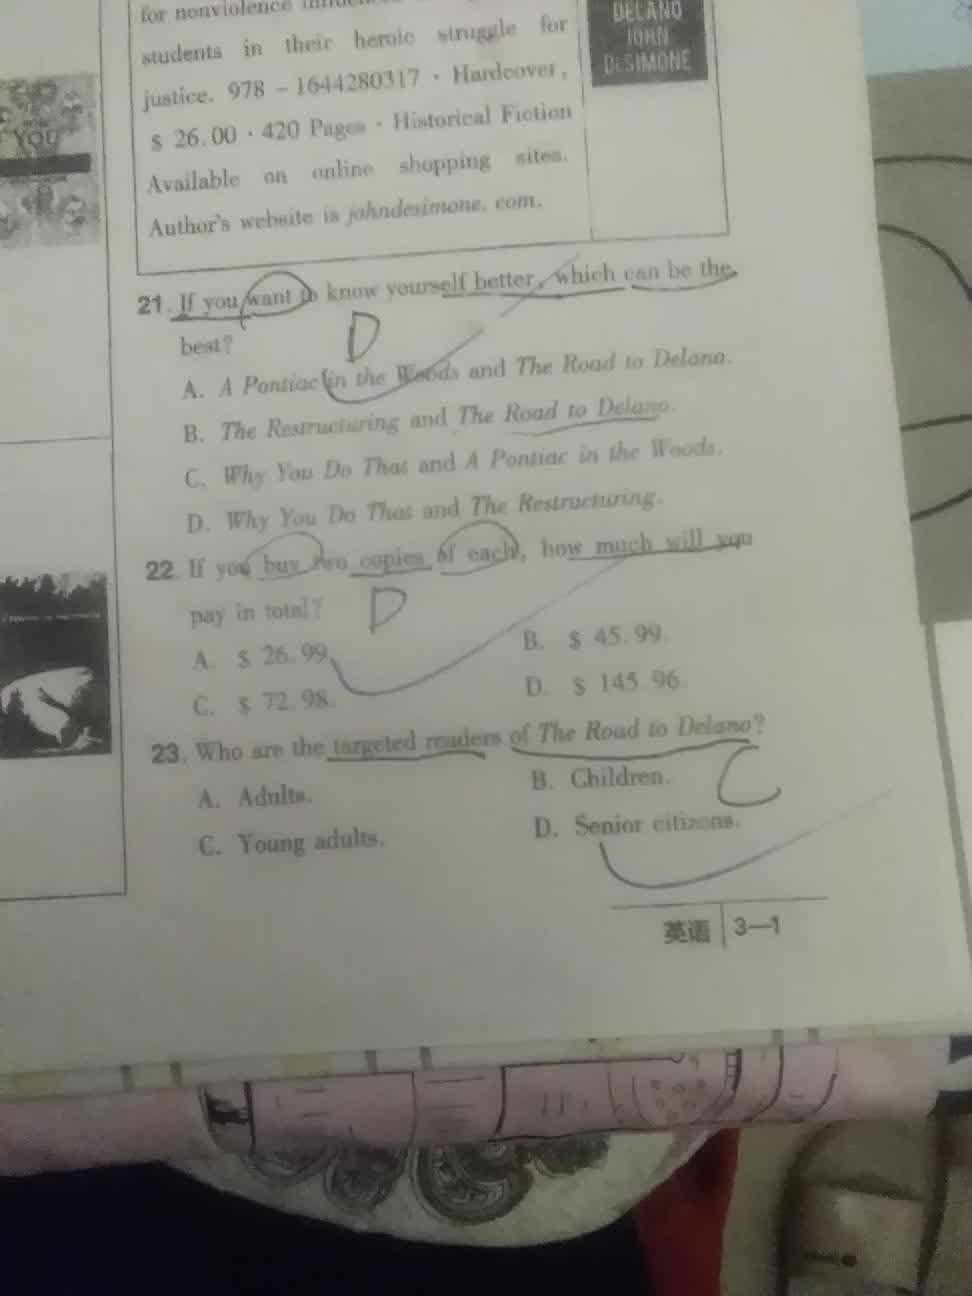 for nonviolence
students in their heroic struggle for
justice. 978-1644280317 · Hardcover,
$ 26.00 · 420 Pages · Historical Fiction
Available on online shopping sites.
Author's website is johndesimone.com.
DELANO
JOHN
DeSIMONE
YOU
21. If you want to know yourself better, which can be the
best?
D
A. A Pontiac in the Woods and The Road to Delano.
B. The Restructuring and The Road to Delano.
C. Why You Do That and A Pontiac in the Woods.
D. Why You Do That and The Restructuring.
22. If you buy two copies of each, how much will you
pay in total?
D
A. $ 26.99.
B. $ 45.99.
C. $ 72.98.
D. $ 145.96.
23. Who are the targeted readers of The Road to Delano?
C
A. Adults.
B. Children.
C. Young adults.
D. Senior citizens.
英语 3—1